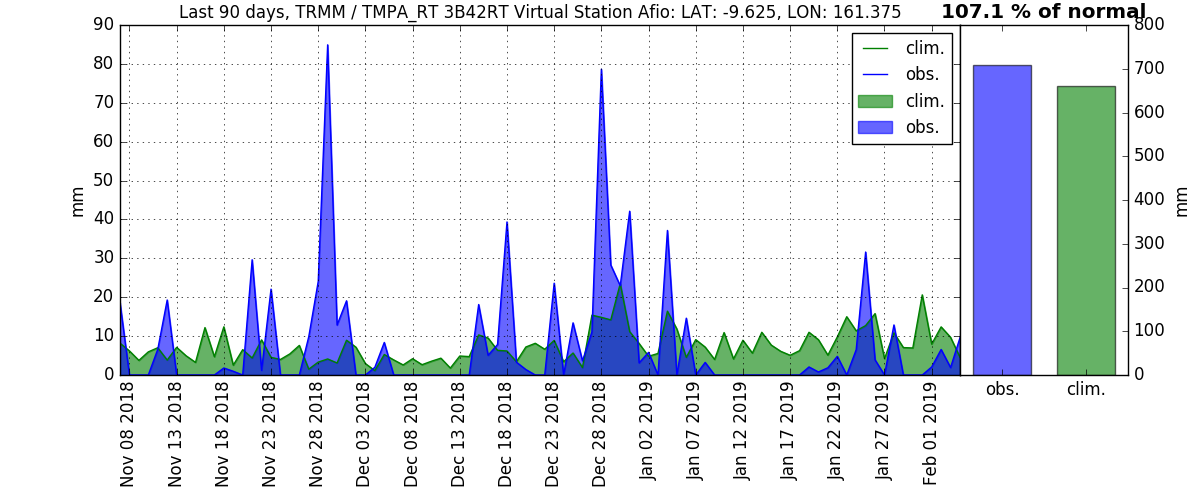 Last 90 days, TRMM / TMPA_RT 3B42RT Virtual Station Afio: LAT: -9.625, LON: 161.375
107.1 % of normal
90
80
70
60
50
40
30
20
10
0
mm
clim.
obs.
clim.
obs.
800
700
600
500
400
300
200
100
0
mm
Nov 08 2018
Nov 13 2018
Nov 18 2018
Nov 23 2018
Nov 28 2018
Dec 03 2018
Dec 08 2018
Dec 13 2018
Dec 18 2018
Dec 23 2018
Dec 28 2018
Jan 02 2019
Jan 07 2019
Jan 12 2019
Jan 17 2019
Jan 22 2019
Jan 27 2019
Feb 01 2019
obs.
clim.